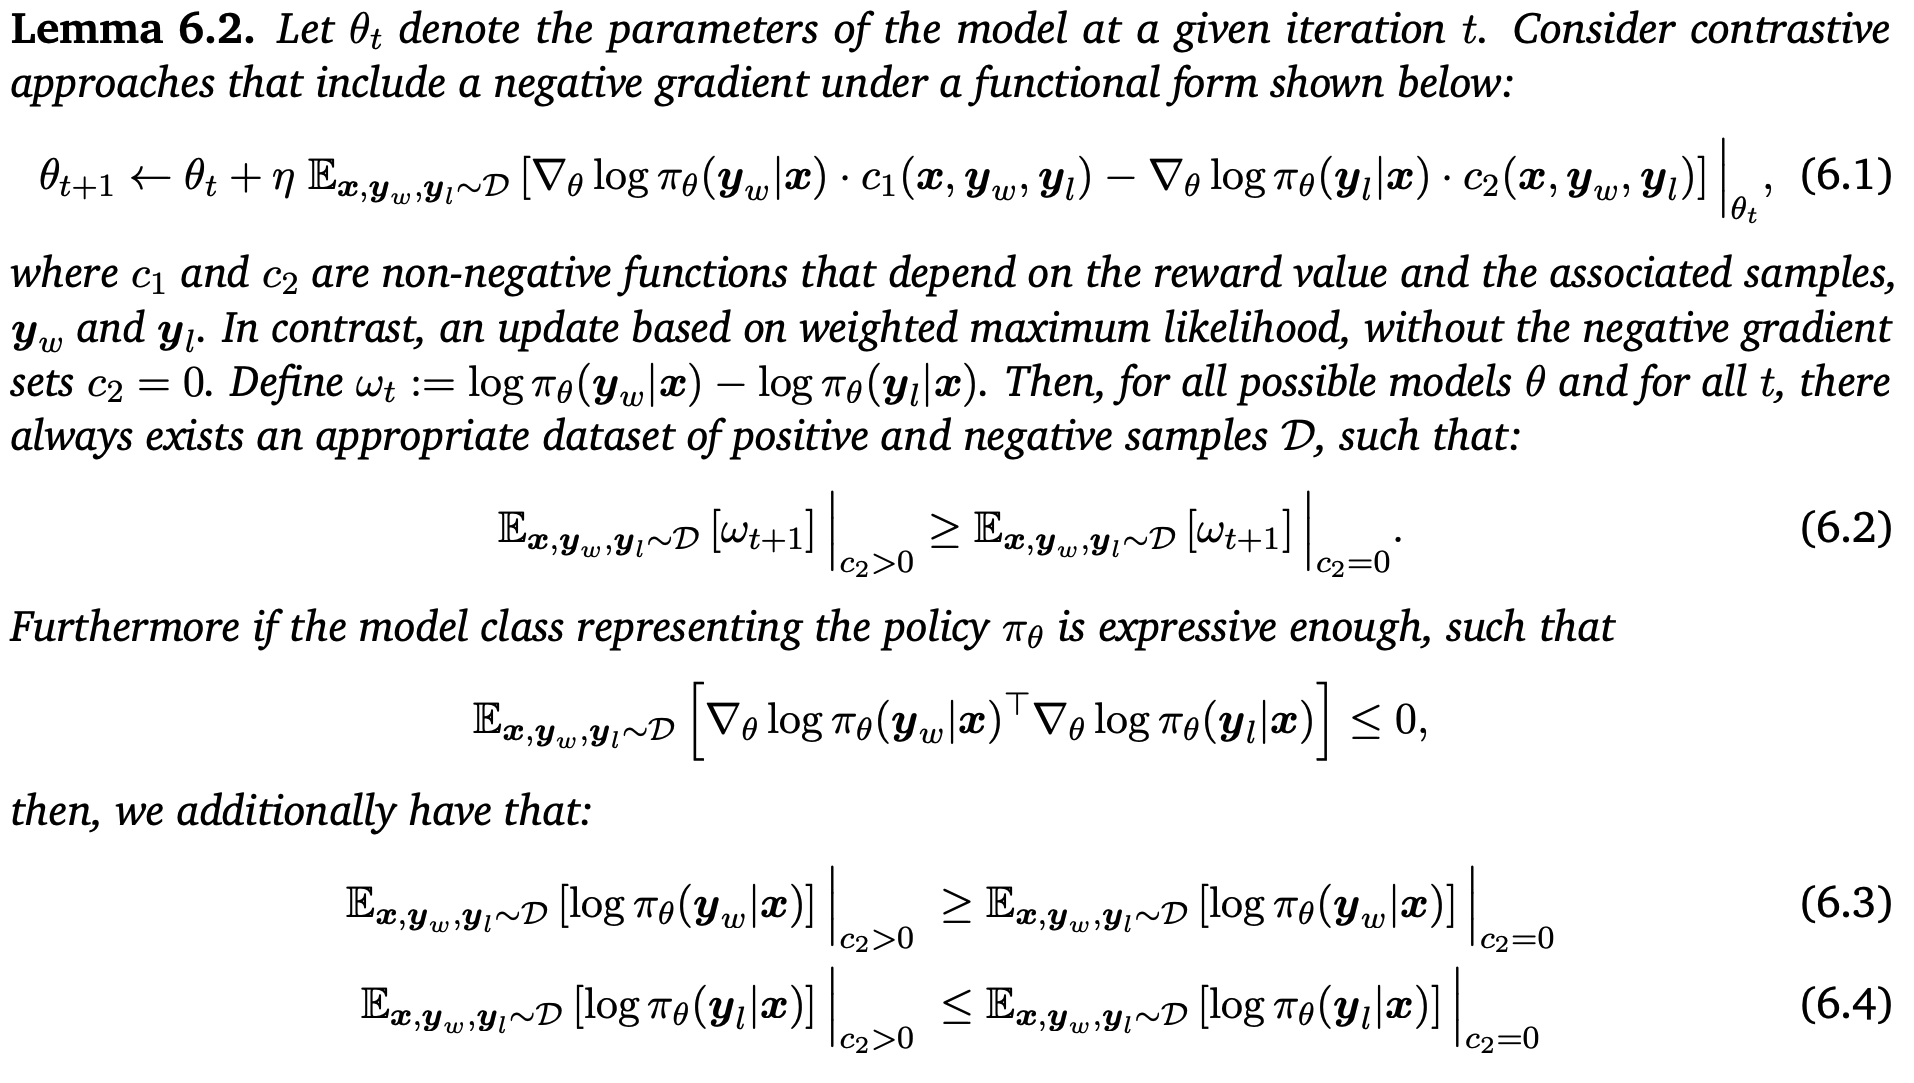 Lemma 6.2. Let θ_t denote the parameters of the model at a given iteration t. Consider contrastive
approaches that include a negative gradient under a functional form shown below:
θ_{t+1} ← θ_t + η 𝔼_{x,y_w,y_l∼𝒟} [∇_θ log π_θ(y_w|x) · c_1(x, y_w, y_l) − ∇_θ log π_θ(y_l|x) · c_2(x, y_w, y_l)] |_{θ_t}, (6.1)
where c_1 and c_2 are non-negative functions that depend on the reward value and the associated samples,
y_w and y_l. In contrast, an update based on weighted maximum likelihood, without the negative gradient
sets c_2 = 0. Define ω_t := log π_θ(y_w|x) − log π_θ(y_l|x). Then, for all possible models θ and for all t, there
always exists an appropriate dataset of positive and negative samples 𝒟, such that:
𝔼_{x,y_w,y_l∼𝒟} [ω_{t+1}] |_{c_2>0} ≥ 𝔼_{x,y_w,y_l∼𝒟} [ω_{t+1}] |_{c_2=0}. (6.2)
Furthermore if the model class representing the policy π_θ is expressive enough, such that
𝔼_{x,y_w,y_l∼𝒟} [∇_θ log π_θ(y_w|x)^⊤ ∇_θ log π_θ(y_l|x)] ≤ 0,
then, we additionally have that:
𝔼_{x,y_w,y_l∼𝒟} [log π_θ(y_w|x)] |_{c_2>0} ≥ 𝔼_{x,y_w,y_l∼𝒟} [log π_θ(y_w|x)] |_{c_2=0} (6.3)
𝔼_{x,y_w,y_l∼𝒟} [log π_θ(y_l|x)] |_{c_2>0} ≤ 𝔼_{x,y_w,y_l∼𝒟} [log π_θ(y_l|x)] |_{c_2=0} (6.4)